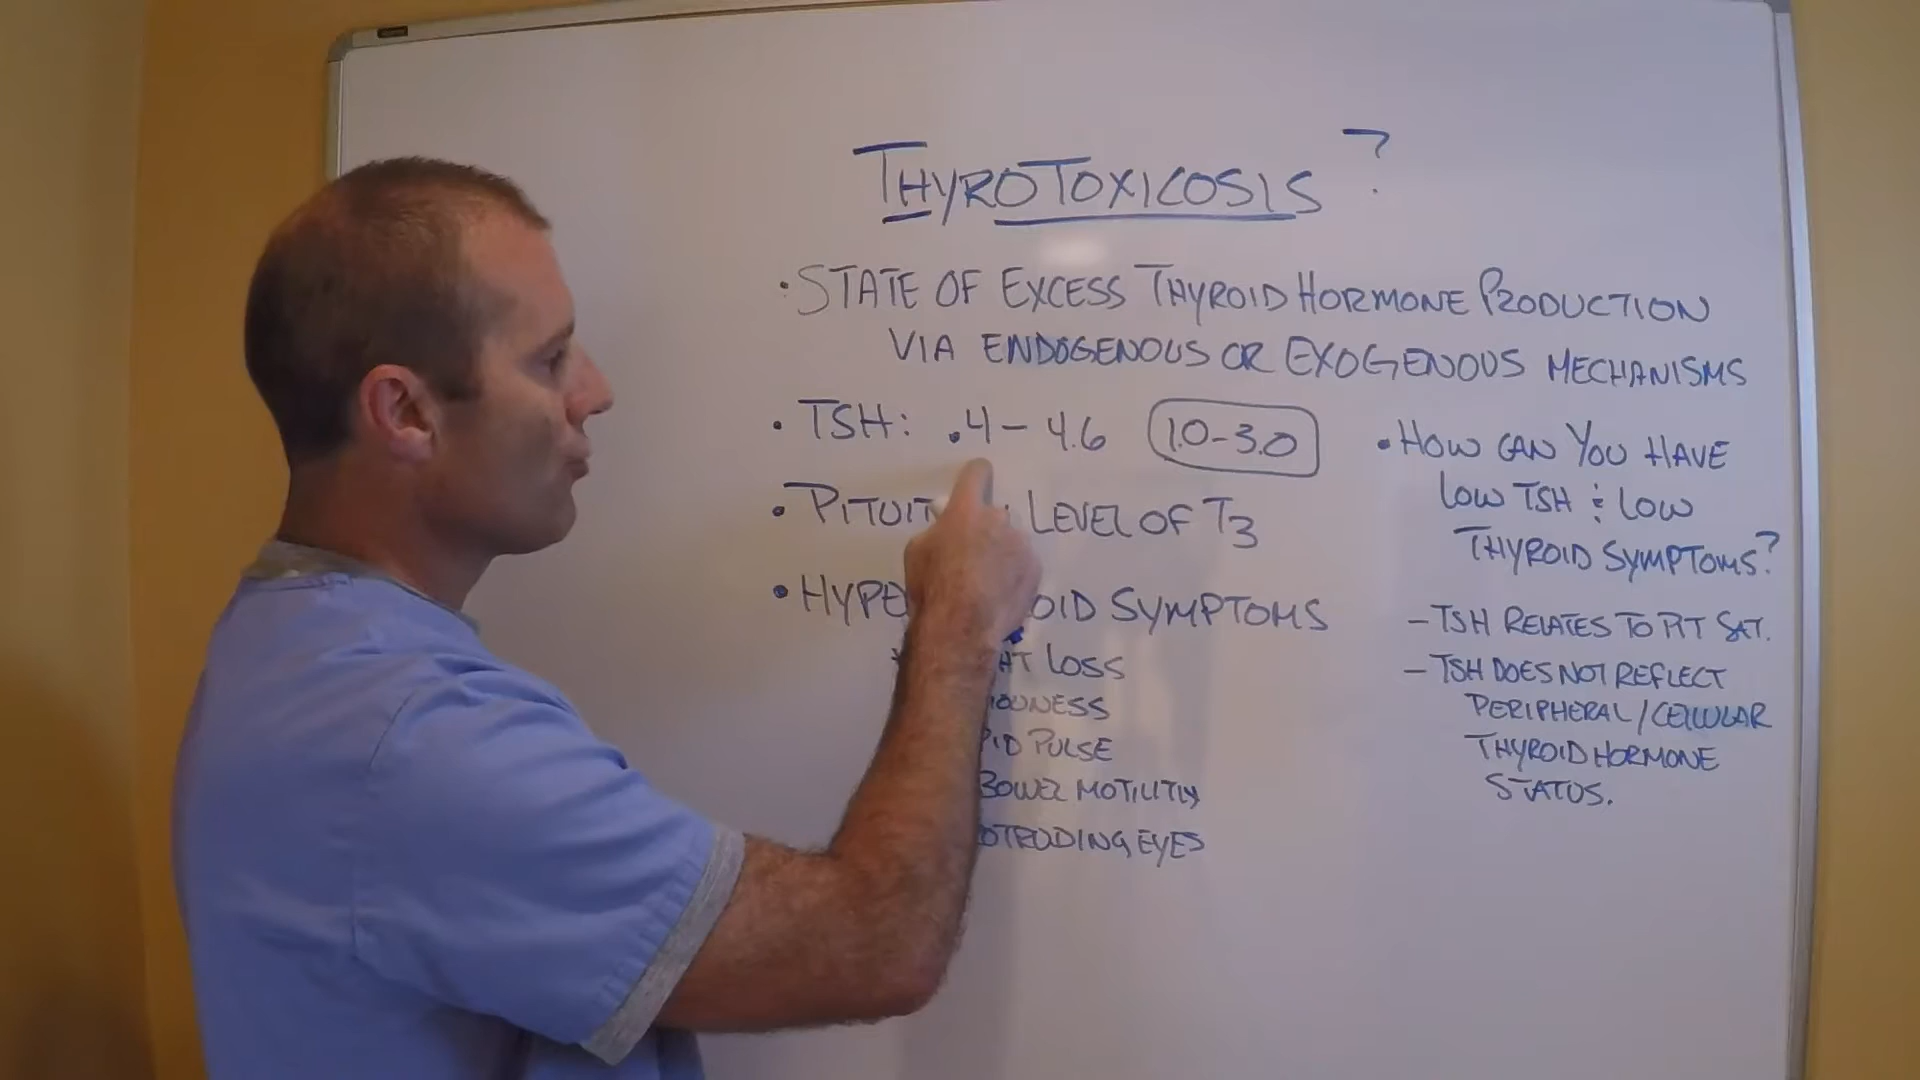 THYROTOXICOSIS?
• STATE OF EXCESS THYROID HORMONE PRODUCTION
VIA ENDOGENOUS OR EXOGENOUS MECHANISMS
• TSH: .4 – 4.6 1.0-3.0
• LEVEL OF T3
• SYMPTOMS
LOSS
PULSE
BOWEL MOTILITY
EYES
• HOW CAN YOU HAVE
LOW TSH & LOW
THYROID SYMPTOMS?
– TSH RELATES TO PIT SAT.
– TSH DOES NOT REFLECT
PERIPHERAL/CELLULAR
THYROID HORMONE
STATUS.